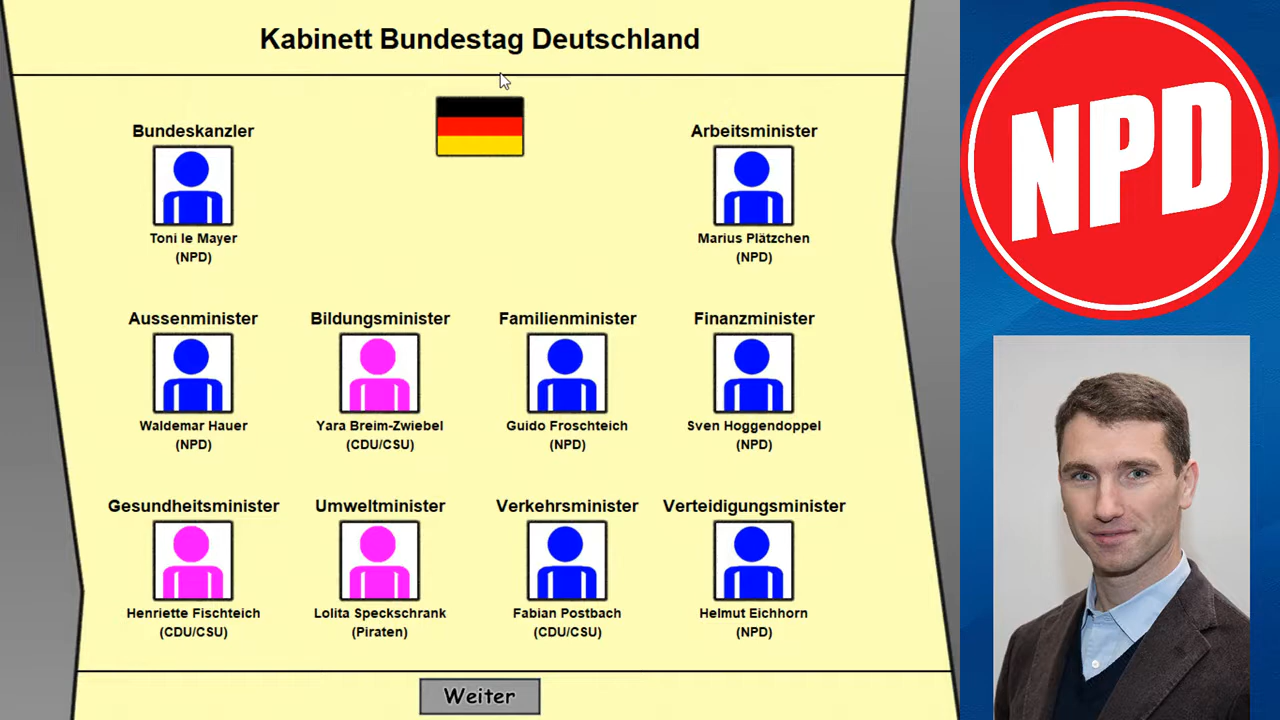 Kabinett Bundestag Deutschland
Bundeskanzler
Toni le Mayer
(NPD)
Arbeitsminister
Marius Plätzchen
(NPD)
Aussenminister
Waldemar Hauer
(NPD)
Bildungsminister
Yara Breim-Zwiebel
(CDU/CSU)
Familienminister
Guido Froschteich
(NPD)
Finanzminister
Sven Hoggendoppel
(NPD)
Gesundheitsminister
Henriette Fischteich
(CDU/CSU)
Umweltminister
Lolita Speckschrank
(Piraten)
Verkehrsminister
Fabian Postbach
(CDU/CSU)
Verteidigungsminister
Helmut Eichhorn
(NPD)
Weiter
NPD